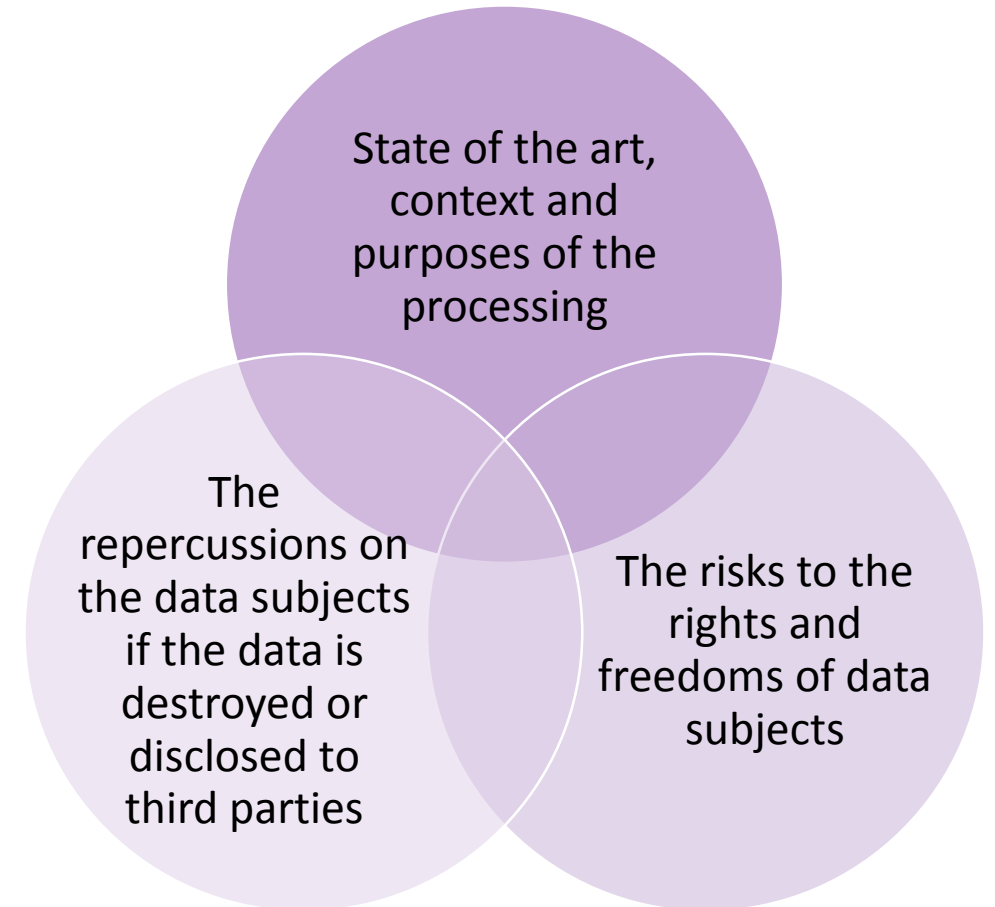 State of the art,
context and
purposes of the
processing
The
repercussions on
the data subjects
if the data is
destroyed or
disclosed to
third parties
The risks to the
rights and
freedoms of data
subjects